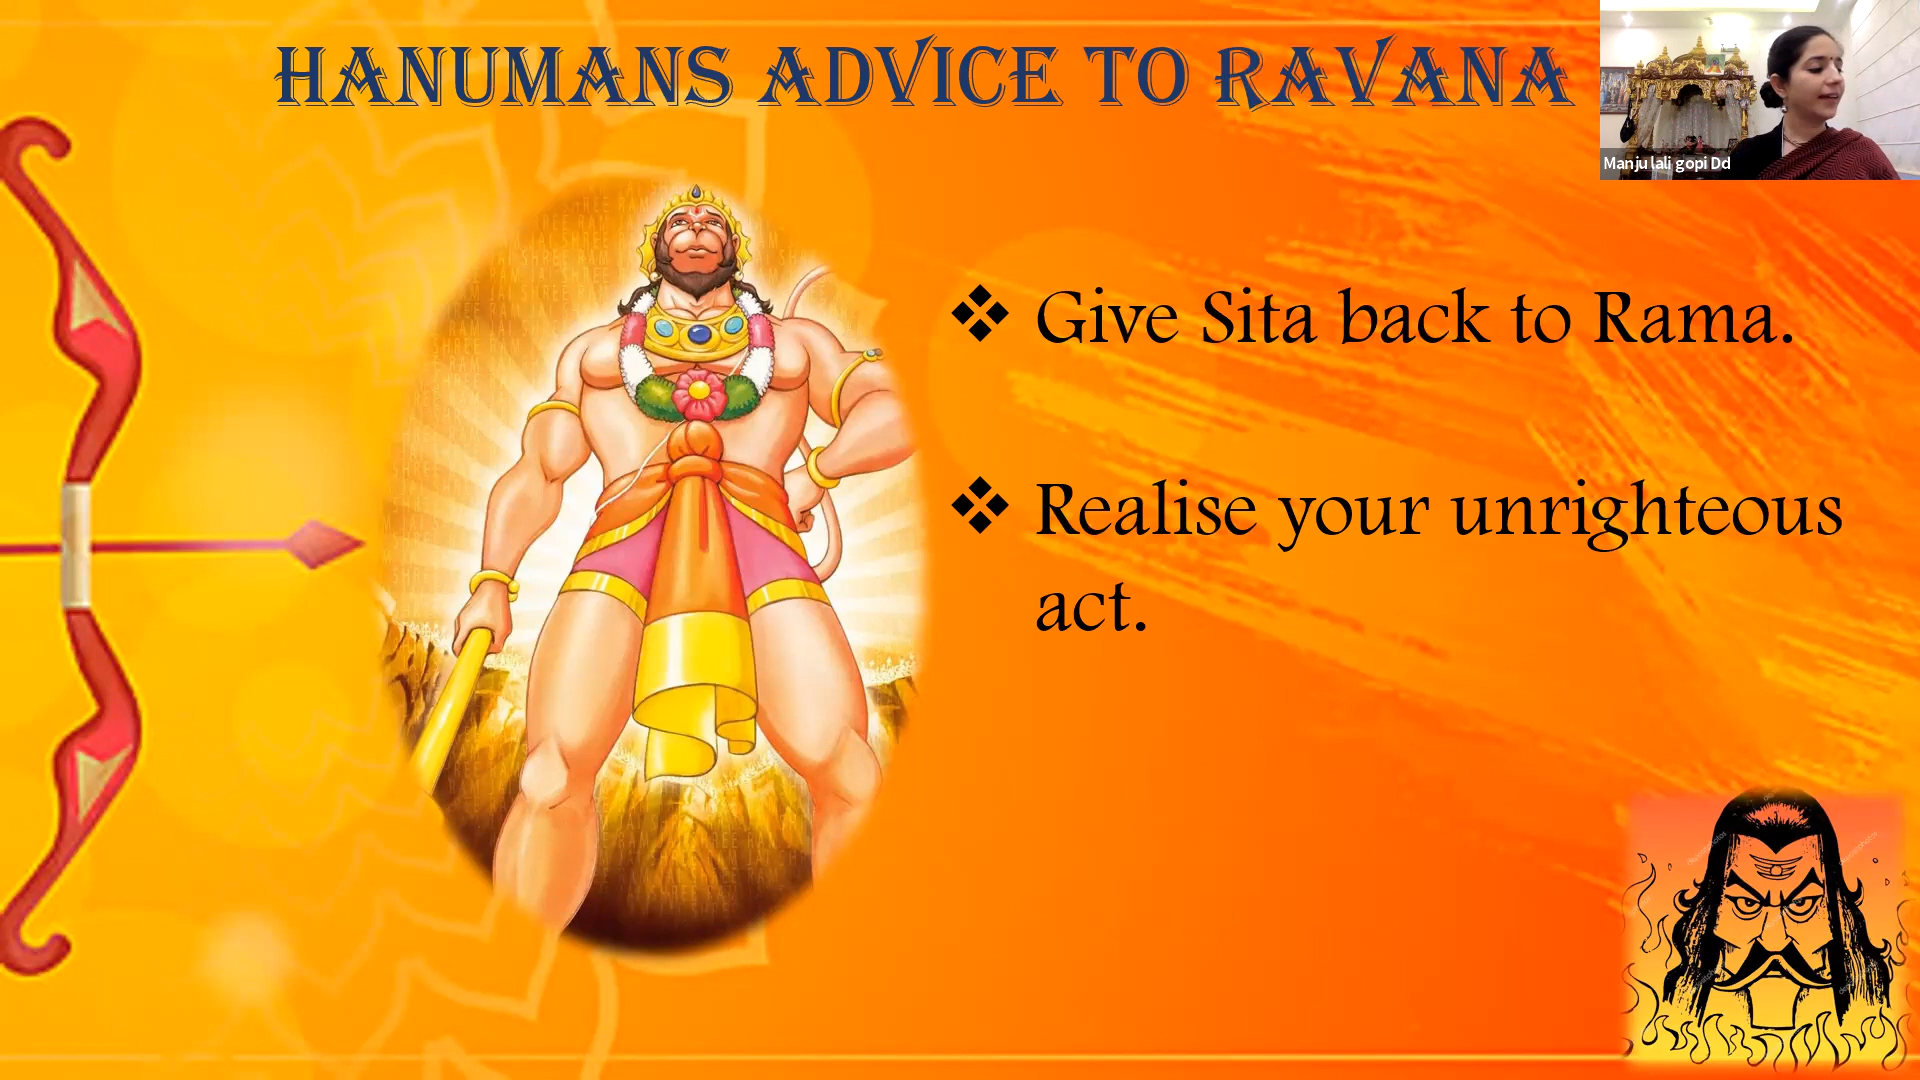 HANUMANS ADVICE TO RAVANA
Manju lali gopi Dd
❖ Give Sita back to Rama.
❖ Realise your unrighteous
act.